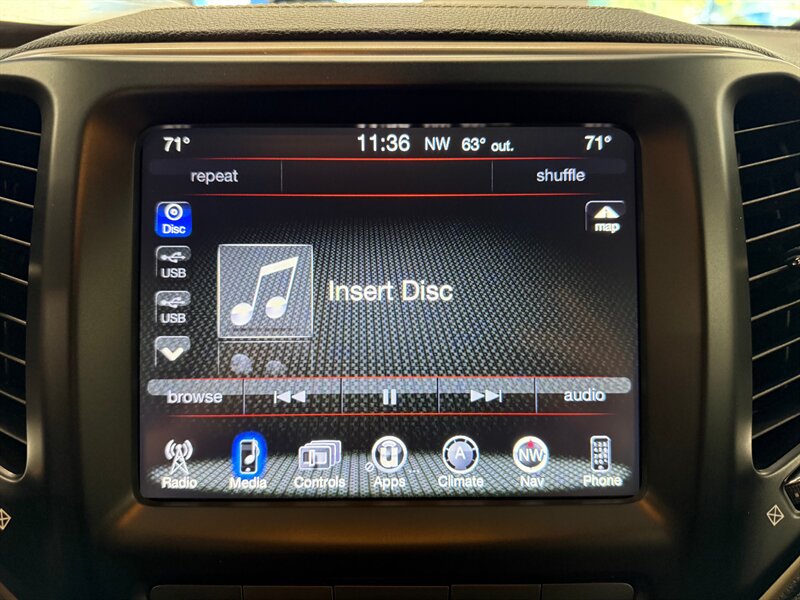 71° 11:36 NW 63° out. 71°
repeat shuffle
Disc
map
USB
Insert Disc
USB
browse audio
A NW
Radio Media Controls Apps Climate Nav Phone